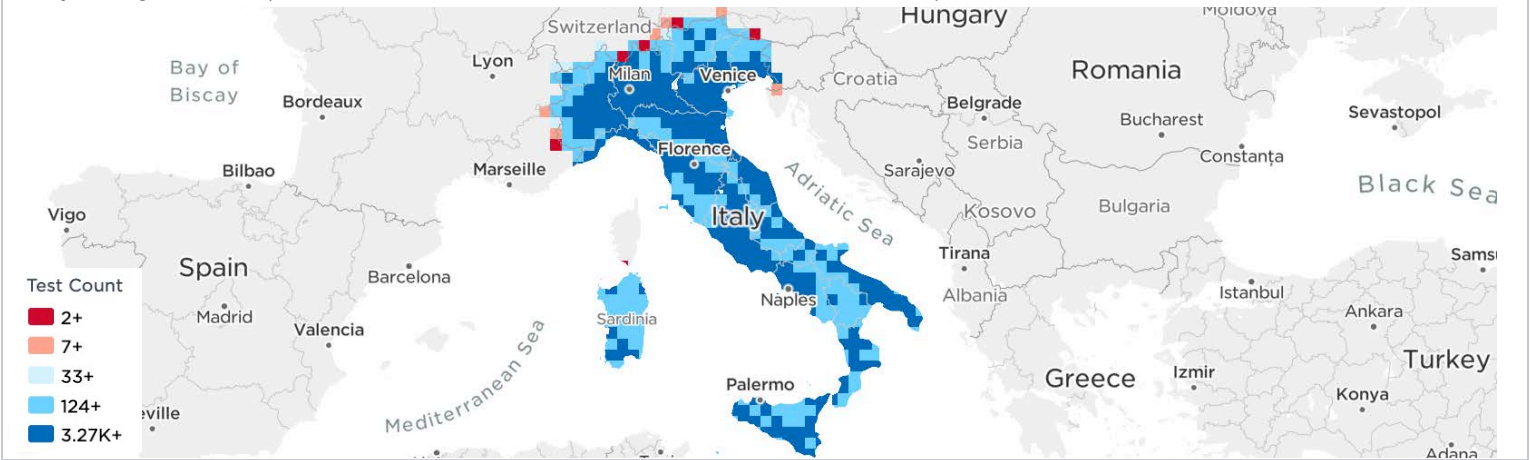 Switzerland
Hungary
Moldova
Bay of
Biscay
Lyon
Milan
Venice
Croatia
Romania
Bordeaux
Belgrade
Bucharest
Sevastopol
Serbia
Marseille
Florence
Sarajevo
Constanța
Bilbao
Adriatic Sea
Black Sea
Vigo
Italy
Kosovo
Bulgaria
Spain
Barcelona
Tirana
Samsu
Test Count
Naples
Albania
Istanbul
2+
Madrid
Sardinia
Ankara
7+
Valencia
Mediterranean Sea
Turkey
33+
Greece
Izmir
124+
Palermo
Konya
eville
3.27K+
Adana